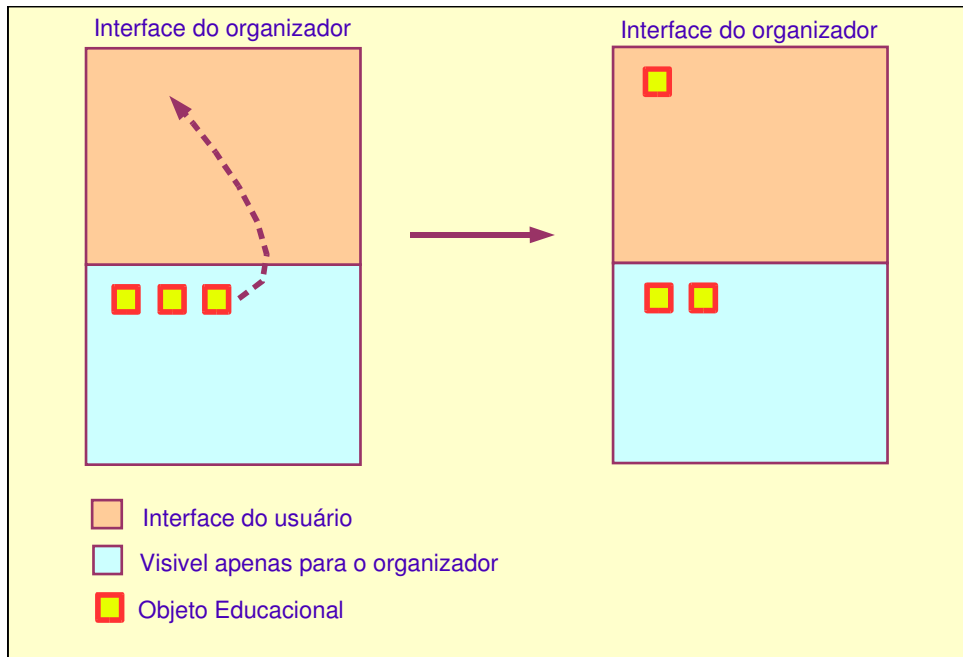 Interface do organizador
Interface do organizador
Interface do usuário
Visivel apenas para o organizador
Objeto Educacional